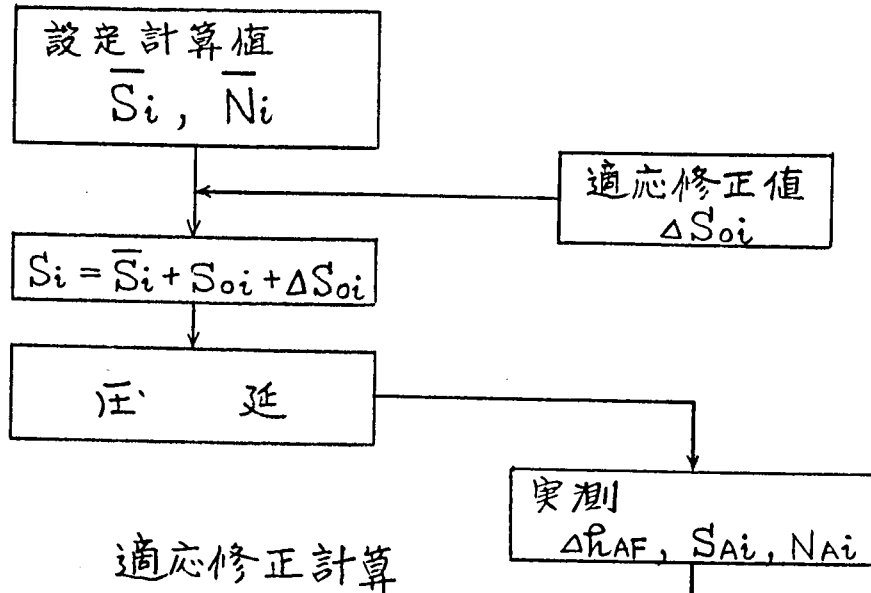 設定計算値
S̅i , N̅i
適応修正値
ΔSoi
Si = S̅i + Soi + ΔSoi
圧 延
実測
ΔhAF, SAi, NAi
適応修正計算